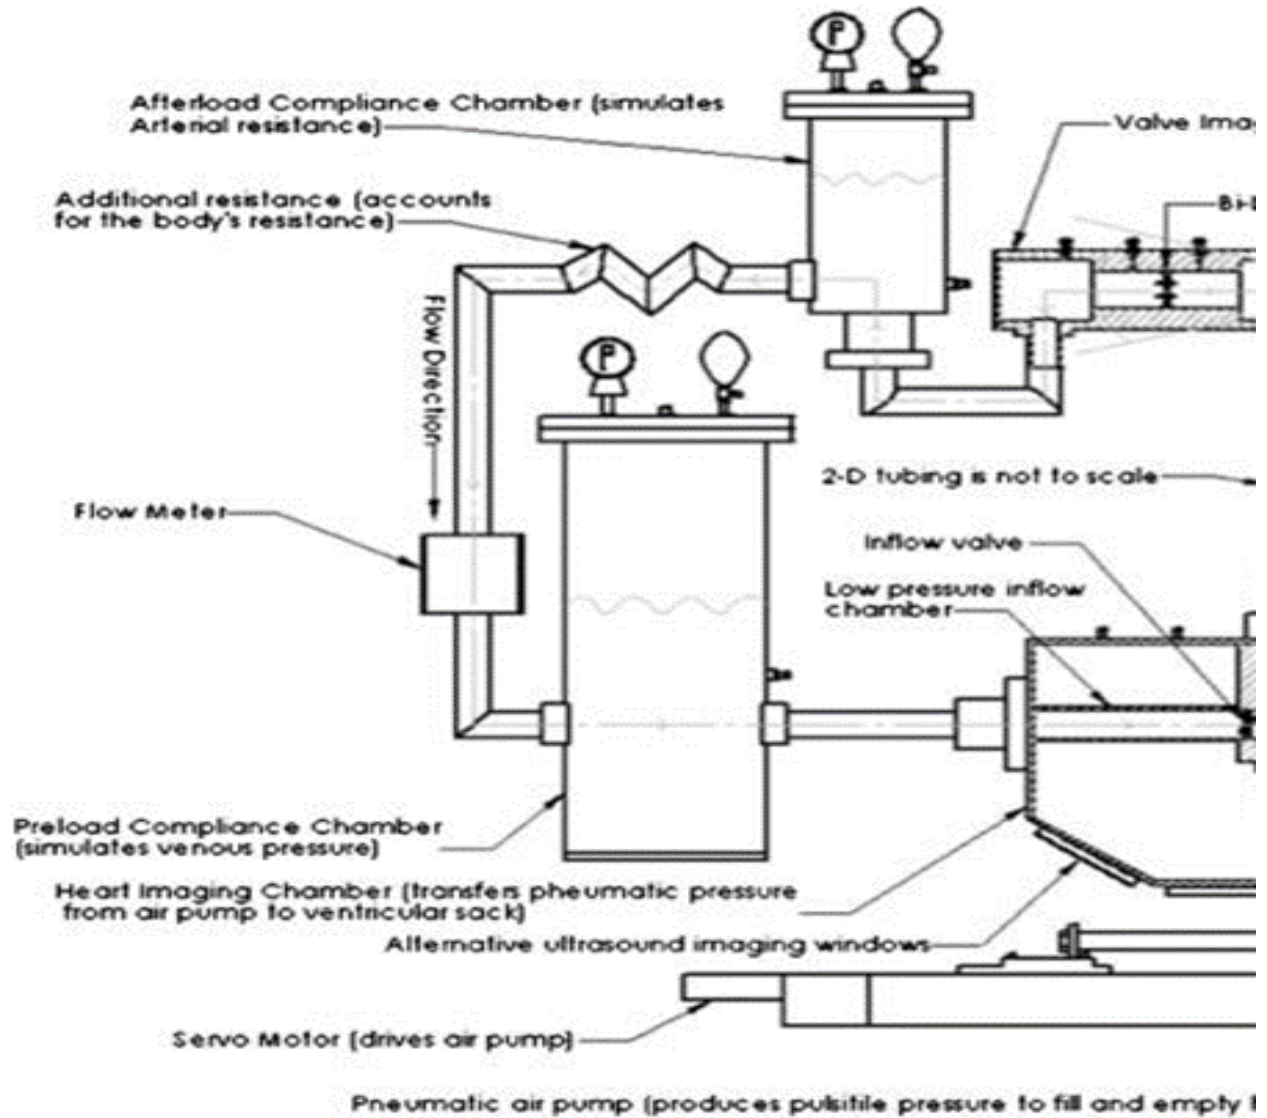 P
Afterload Compliance Chamber (simulates
Arterial resistance)
Valve Imag
Additional resistance (accounts
for the body's resistance)
Bi-
Flow Direction
P
2-D tubing is not to scale
Flow Meter
Inflow valve
Low pressure inflow
chamber
Preload Compliance Chamber
(simulates venous pressure)
Heart Imaging Chamber (transfers pheumatic pressure
from air pump to ventricular sack)
Alternative ultrasound imaging windows
Servo Motor (drives air pump)
Pneumatic air pump (produces pulsitile pressure to fill and empty